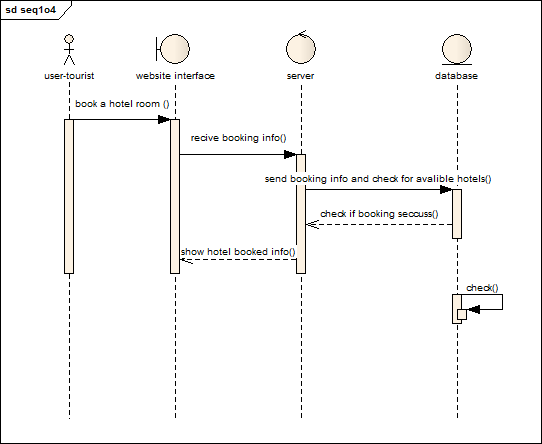 sd seq1o4
user-tourist
website interface
server
database
book a hotel room ()
recive booking info()
send booking info and check for avalible hotels()
check if booking seccuss()
show hotel booked info()
check()